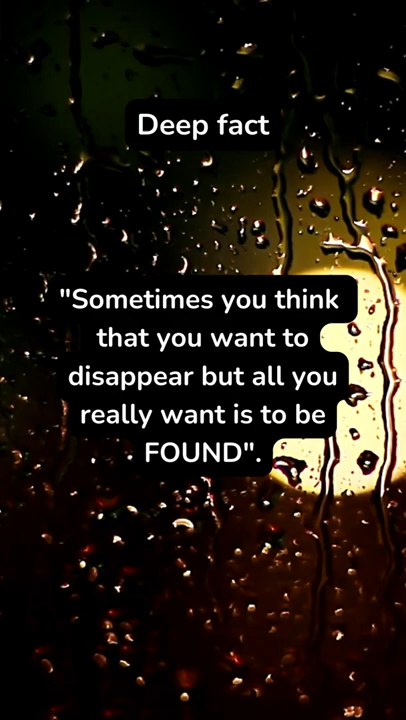 Deep fact
"Sometimes you think
that you want to
disappear but all you
really want is to be
FOUND".